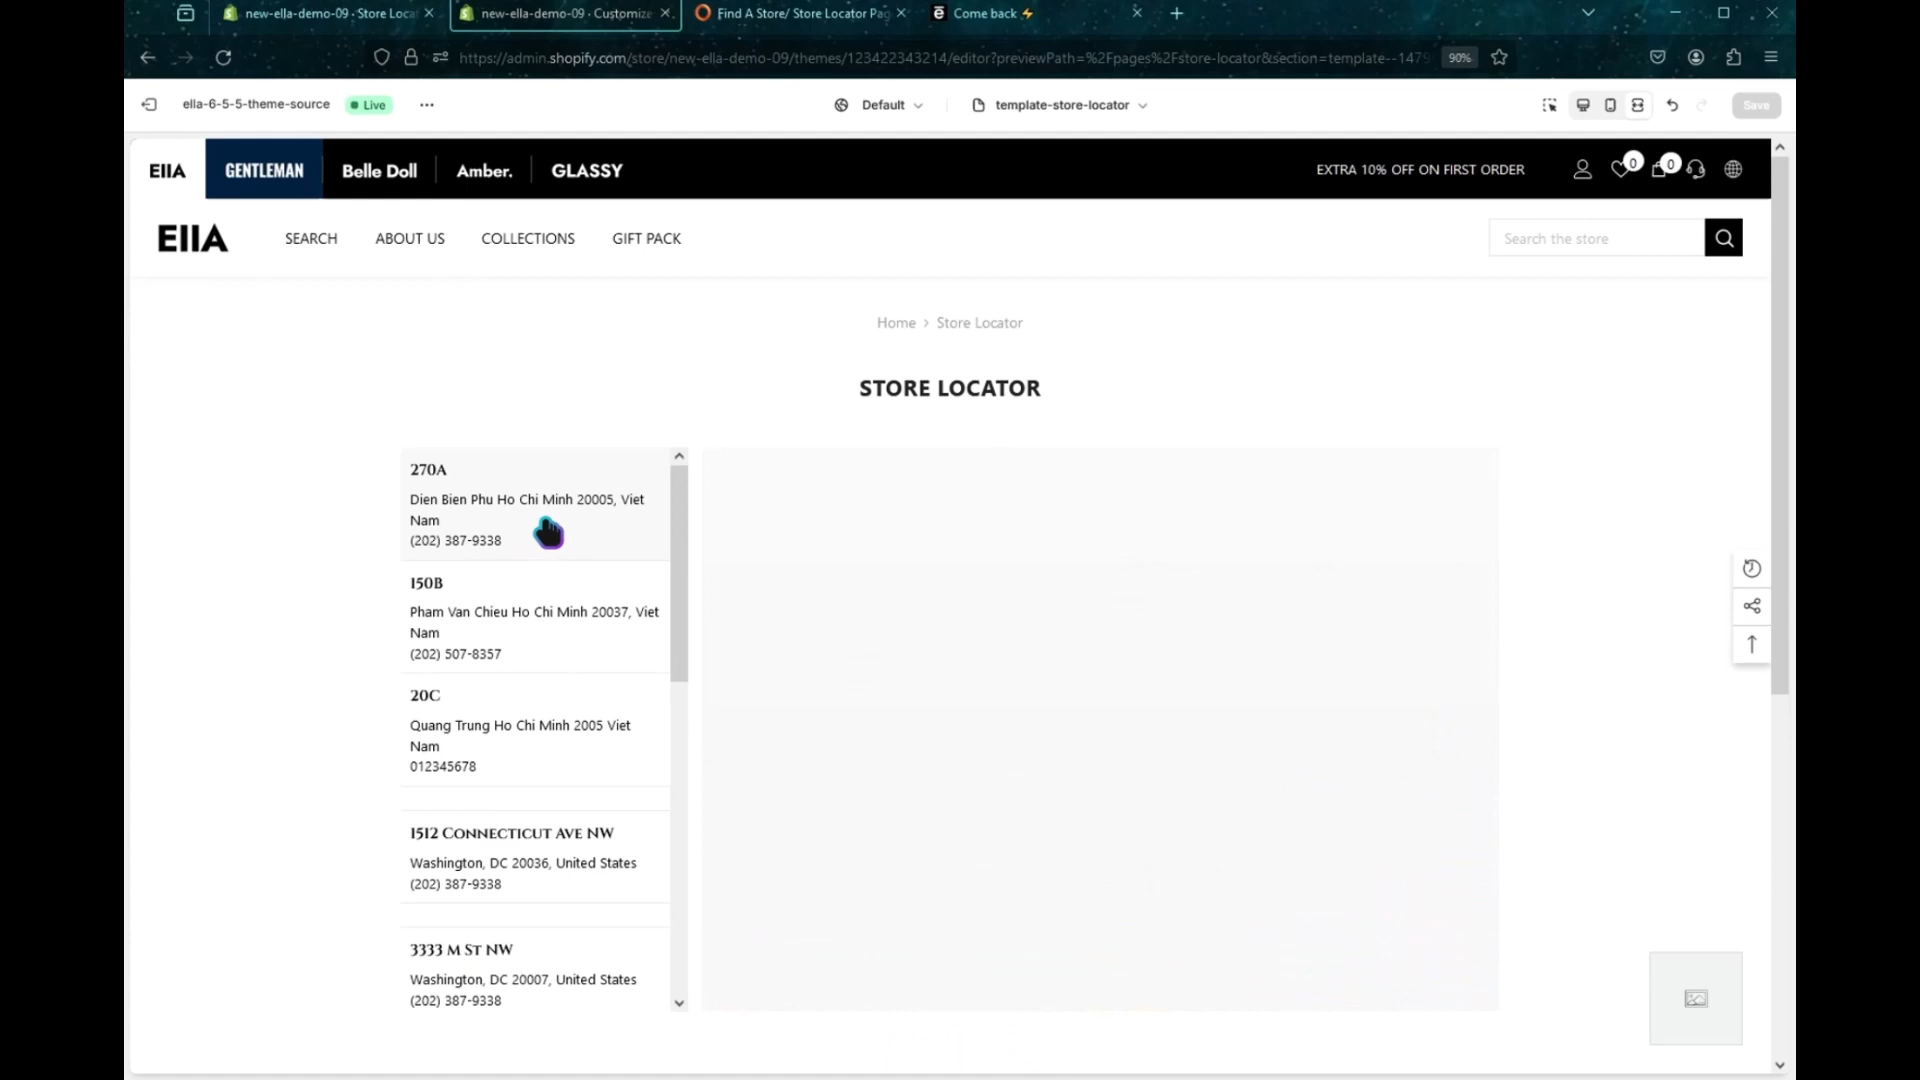 new-ella-demo-09 · Store Loca
new-ella-demo-09 · Customize
Find A Store/ Store Locator Pag
Come back ⚡
https://admin.shopify.com/store/new-ella-demo-09/themes/123422343214/editor?previewPath=%2Fpages%2Fstore-locator&section=template--1479
90%
ella-6-5-5-theme-source
Live
Default
template-store-locator
Save
EllA
GENTLEMAN
Belle Doll
Amber.
GLASSY
EXTRA 10% OFF ON FIRST ORDER
0
0
EllA
SEARCH
ABOUT US
COLLECTIONS
GIFT PACK
Search the store
Home > Store Locator
STORE LOCATOR
270A
Dien Bien Phu Ho Chi Minh 20005, Viet
Nam
(202) 387-9338
150B
Pham Van Chieu Ho Chi Minh 20037, Viet
Nam
(202) 507-8357
20C
Quang Trung Ho Chi Minh 2005 Viet
Nam
012345678
1512 Connecticut Ave NW
Washington, DC 20036, United States
(202) 387-9338
3333 M St NW
Washington, DC 20007, United States
(202) 387-9338